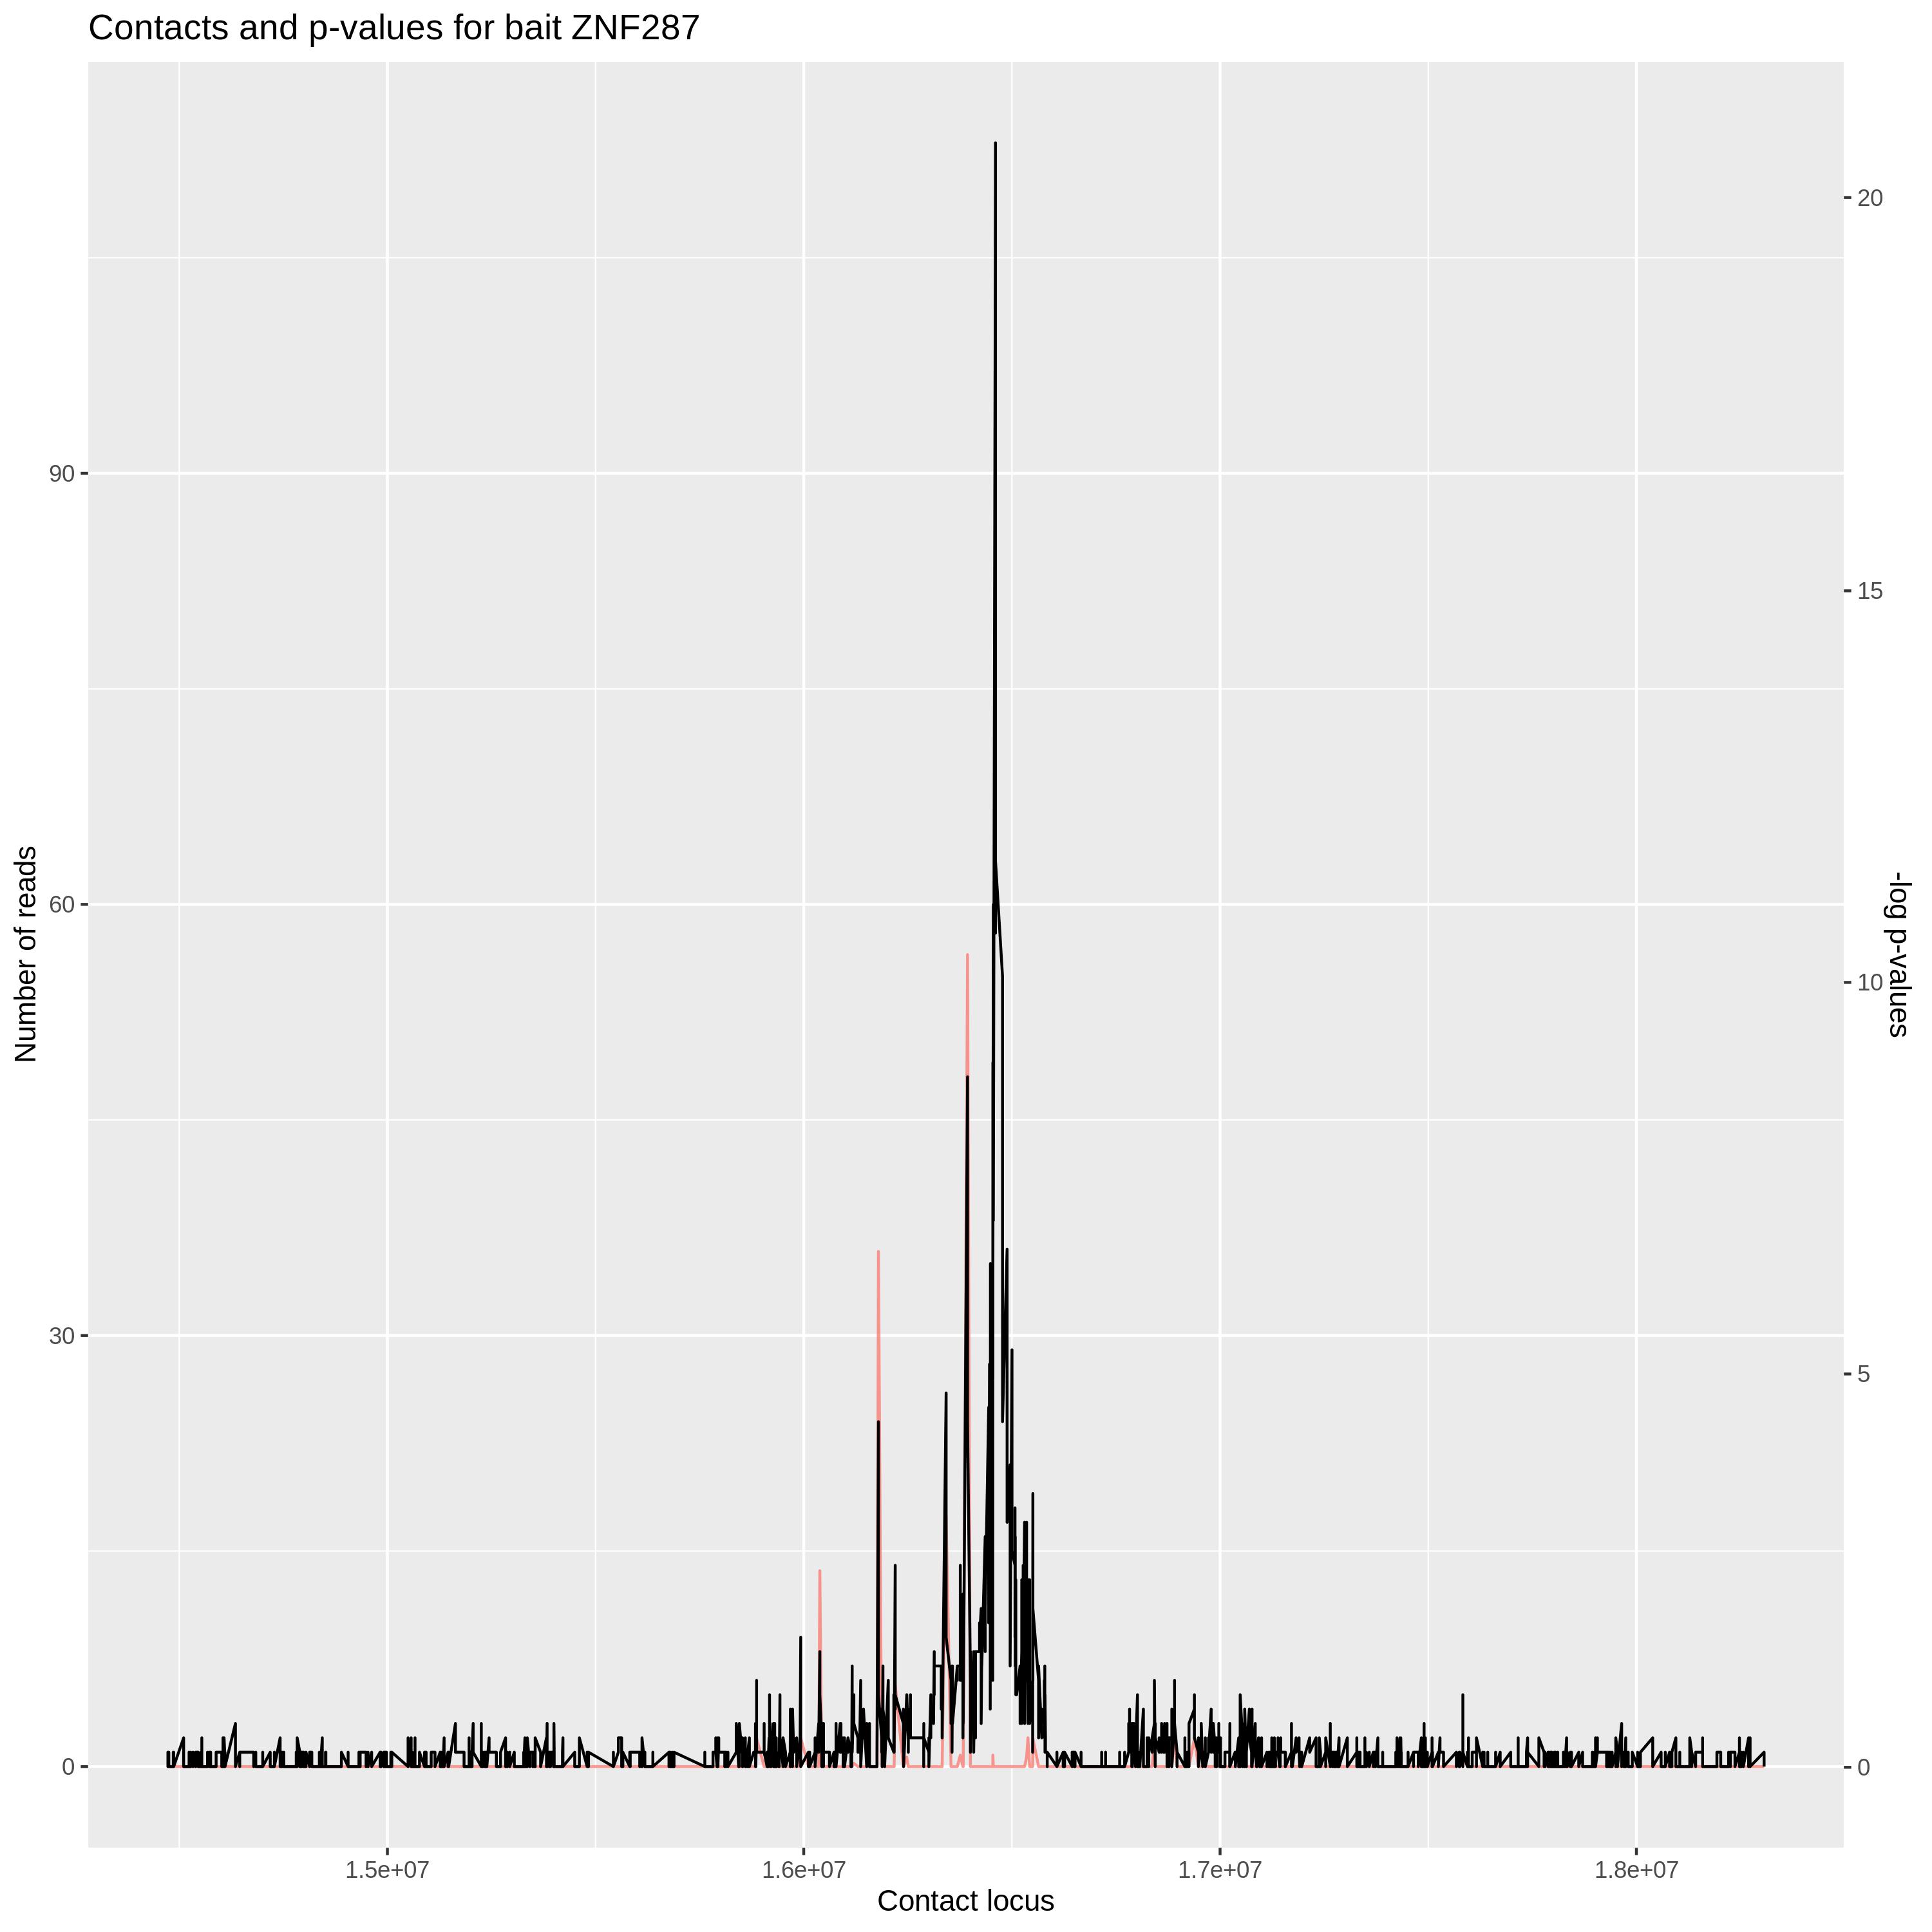 Contacts and p-values for bait ZNF287
Number of reads
90
60
30
0
20
15
10
5
0
-log p-values
1.5e+07 1.6e+07 1.7e+07 1.8e+07
Contact locus